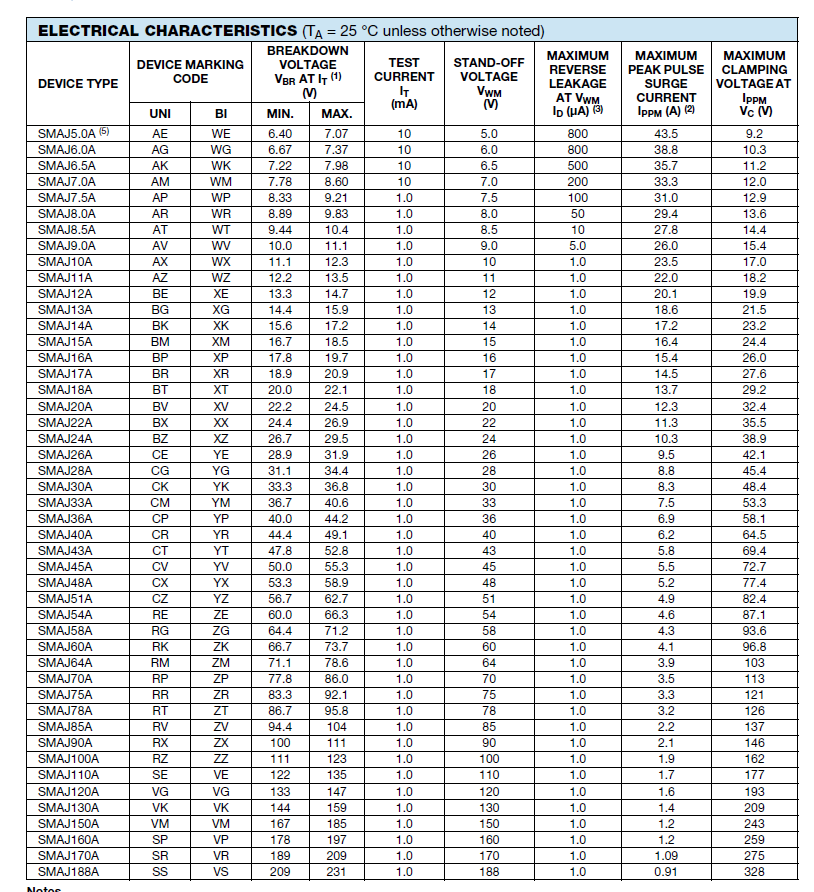 ELECTRICAL CHARACTERISTICS (TA = 25 °C unless otherwise noted)
DEVICE TYPE DEVICE MARKING CODE BREAKDOWN VOLTAGE VBR AT IT (1) (V) TEST CURRENT IT (mA) STAND-OFF VOLTAGE VWM (V) MAXIMUM REVERSE LEAKAGE AT VWM ID (μA) (3) MAXIMUM PEAK PULSE SURGE CURRENT IPPM (A) (2) MAXIMUM CLAMPING VOLTAGE AT IPPM VC (V)
UNI BI MIN. MAX.
SMAJ5.0A (5) AE WE 6.40 7.07 10 5.0 800 43.5 9.2
SMAJ6.0A AG WG 6.67 7.37 10 6.0 800 38.8 10.3
SMAJ6.5A AK WK 7.22 7.98 10 6.5 500 35.7 11.2
SMAJ7.0A AM WM 7.78 8.60 10 7.0 200 33.3 12.0
SMAJ7.5A AP WP 8.33 9.21 1.0 7.5 100 31.0 12.9
SMAJ8.0A AR WR 8.89 9.83 1.0 8.0 50 29.4 13.6
SMAJ8.5A AT WT 9.44 10.4 1.0 8.5 10 27.8 14.4
SMAJ9.0A AV WV 10.0 11.1 1.0 9.0 5.0 26.0 15.4
SMAJ10A AX WX 11.1 12.3 1.0 10 1.0 23.5 17.0
SMAJ11A AZ WZ 12.2 13.5 1.0 11 1.0 22.0 18.2
SMAJ12A BE XE 13.3 14.7 1.0 12 1.0 20.1 19.9
SMAJ13A BG XG 14.4 15.9 1.0 13 1.0 18.6 21.5
SMAJ14A BK XK 15.6 17.2 1.0 14 1.0 17.2 23.2
SMAJ15A BM XM 16.7 18.5 1.0 15 1.0 16.4 24.4
SMAJ16A BP XP 17.8 19.7 1.0 16 1.0 15.4 26.0
SMAJ17A BR XR 18.9 20.9 1.0 17 1.0 14.5 27.6
SMAJ18A BT XT 20.0 22.1 1.0 18 1.0 13.7 29.2
SMAJ20A BV XV 22.2 24.5 1.0 20 1.0 12.3 32.4
SMAJ22A BX XX 24.4 26.9 1.0 22 1.0 11.3 35.5
SMAJ24A BZ XZ 26.7 29.5 1.0 24 1.0 10.3 38.9
SMAJ26A CE YE 28.9 31.9 1.0 26 1.0 9.5 42.1
SMAJ28A CG YG 31.1 34.4 1.0 28 1.0 8.8 45.4
SMAJ30A CK YK 33.3 36.8 1.0 30 1.0 8.3 48.4
SMAJ33A CM YM 36.7 40.6 1.0 33 1.0 7.5 53.3
SMAJ36A CP YP 40.0 44.2 1.0 36 1.0 6.9 58.1
SMAJ40A CR YR 44.4 49.1 1.0 40 1.0 6.2 64.5
SMAJ43A CT YT 47.8 52.8 1.0 43 1.0 5.8 69.4
SMAJ45A CV YV 50.0 55.3 1.0 45 1.0 5.5 72.7
SMAJ48A CX YX 53.3 58.9 1.0 48 1.0 5.2 77.4
SMAJ51A CZ YZ 56.7 62.7 1.0 51 1.0 4.9 82.4
SMAJ54A RE ZE 60.0 66.3 1.0 54 1.0 4.6 87.1
SMAJ58A RG ZG 64.4 71.2 1.0 58 1.0 4.3 93.6
SMAJ60A RK ZK 66.7 73.7 1.0 60 1.0 4.1 96.8
SMAJ64A RM ZM 71.1 78.6 1.0 64 1.0 3.9 103
SMAJ70A RP ZP 77.8 86.0 1.0 70 1.0 3.5 113
SMAJ75A RR ZR 83.3 92.1 1.0 75 1.0 3.3 121
SMAJ78A RT ZT 86.7 95.8 1.0 78 1.0 3.2 126
SMAJ85A RV ZV 94.4 104 1.0 85 1.0 2.2 137
SMAJ90A RX ZX 100 111 1.0 90 1.0 2.1 146
SMAJ100A RZ ZZ 111 123 1.0 100 1.0 1.9 162
SMAJ110A SE VE 122 135 1.0 110 1.0 1.7 177
SMAJ120A VG VG 133 147 1.0 120 1.0 1.6 193
SMAJ130A VK VK 144 159 1.0 130 1.0 1.4 209
SMAJ150A VM VM 167 185 1.0 150 1.0 1.2 243
SMAJ160A SP VP 178 197 1.0 160 1.0 1.2 259
SMAJ170A SR VR 189 209 1.0 170 1.0 1.09 275
SMAJ188A SS VS 209 231 1.0 188 1.0 0.91 328
Notes